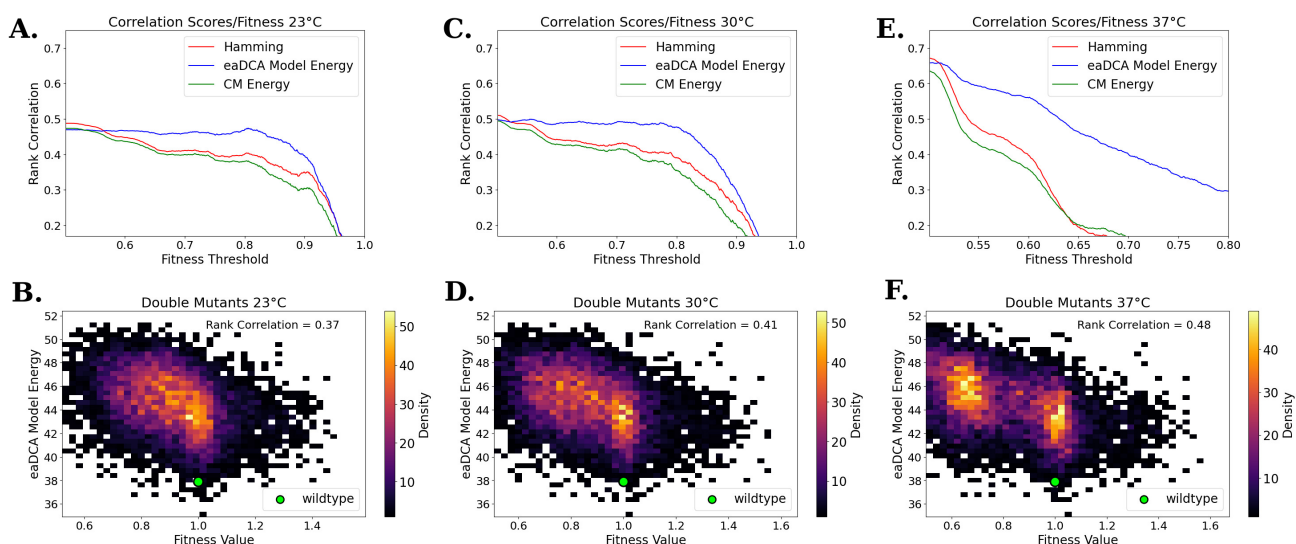 A.
Correlation Scores/Fitness 23°C
Rank Correlation
0.7
0.6
0.5
0.4
0.3
0.2
Hamming
eaDCA Model Energy
CM Energy
0.6 0.7 0.8 0.9 1.0
Fitness Threshold
C.
Correlation Scores/Fitness 30°C
Rank Correlation
0.7
0.6
0.5
0.4
0.3
0.2
Hamming
eaDCA Model Energy
CM Energy
0.6 0.7 0.8 0.9 1.0
Fitness Threshold
E.
Correlation Scores/Fitness 37°C
Rank Correlation
0.7
0.6
0.5
0.4
0.3
0.2
Hamming
eaDCA Model Energy
CM Energy
0.55 0.60 0.65 0.70 0.75 0.80
Fitness Threshold
B.
Double Mutants 23°C
Rank Correlation = 0.37
eaDCA Model Energy
52
50
48
46
44
42
40
38
36
wildtype
0.6 0.8 1.0 1.2 1.4
Fitness Value
50
40
30
20
10
Density
D.
Double Mutants 30°C
Rank Correlation = 0.41
eaDCA Model Energy
52
50
48
46
44
42
40
38
36
wildtype
0.6 0.8 1.0 1.2 1.4 1.6
Fitness Value
50
40
30
20
10
Density
F.
Double Mutants 37°C
Rank Correlation = 0.48
eaDCA Model Energy
52
50
48
46
44
42
40
38
36
wildtype
0.6 0.8 1.0 1.2 1.4 1.6
Fitness Value
40
30
20
10
Density